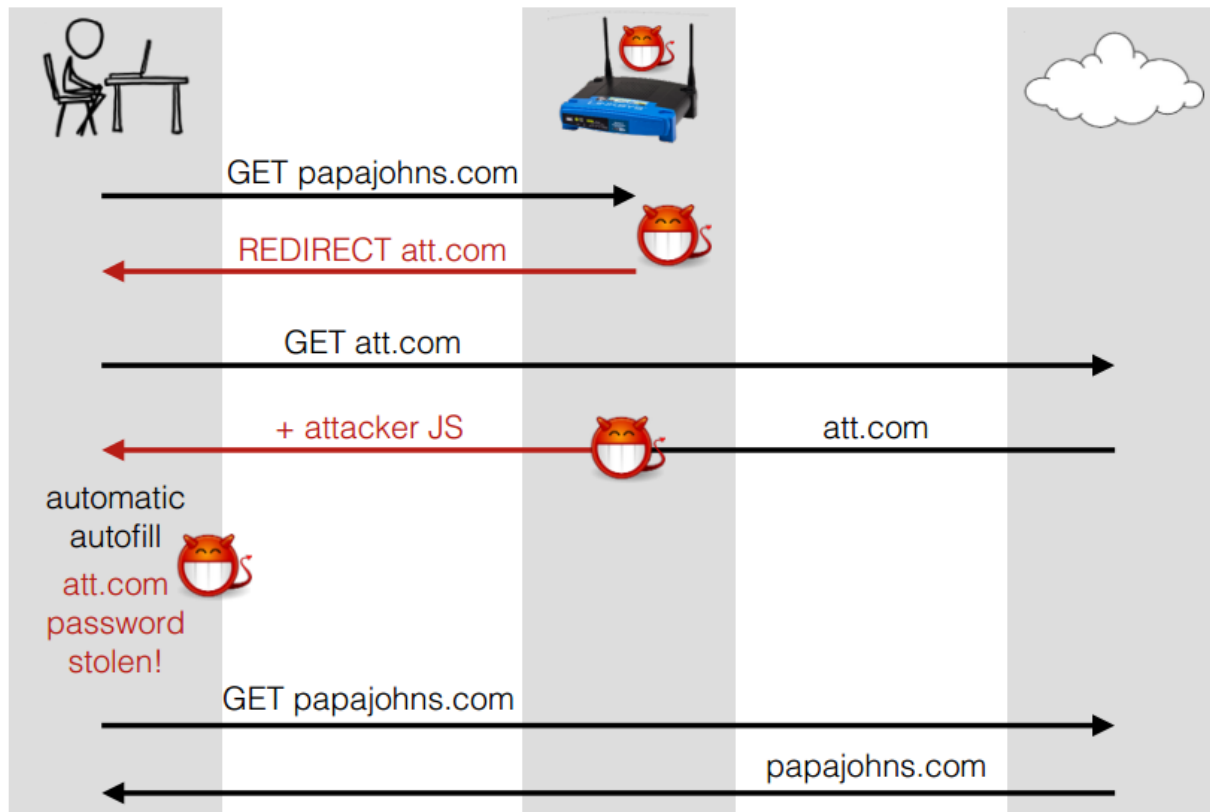 GET papajohns.com
REDIRECT att.com
GET att.com
+ attacker JS
att.com
automatic
autofill
att.com
password
stolen!
GET papajohns.com
papajohns.com